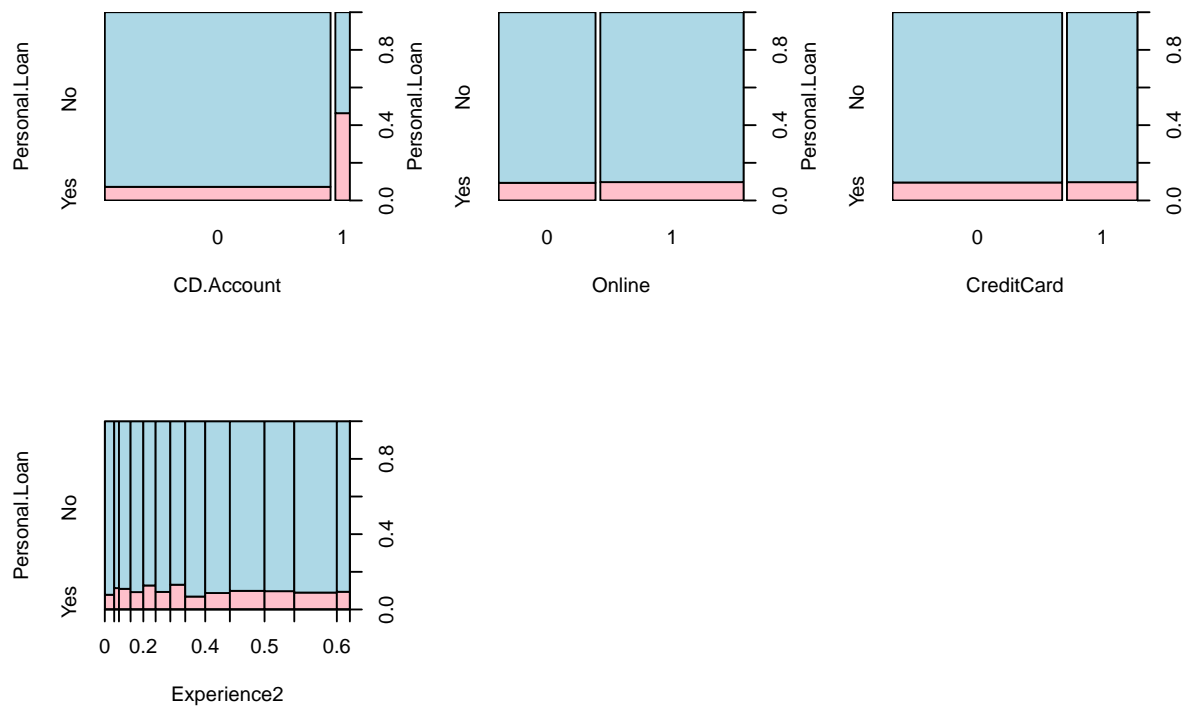 Personal.Loan
Yes No
0 1
0.0 0.4 0.8
CD.Account
Personal.Loan
Yes No
0 1
0.0 0.4 0.8
Online
Personal.Loan
Yes No
0 1
0.0 0.4 0.8
CreditCard
Personal.Loan
Yes No
0 0.2 0.4 0.5 0.6
0.0 0.4 0.8
Experience2